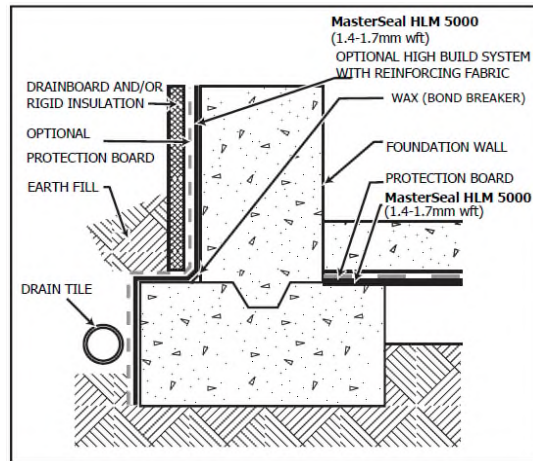 MasterSeal HLM 5000
(1.4-1.7mm wft)
OPTIONAL HIGH BUILD SYSTEM
WITH REINFORCING FABRIC
DRAINBOARD AND/OR
RIGID INSULATION
WAX (BOND BREAKER)
OPTIONAL
PROTECTION BOARD
FOUNDATION WALL
PROTECTION BOARD
EARTH FILL
MasterSeal HLM 5000
(1.4-1.7mm wft)
DRAIN TILE